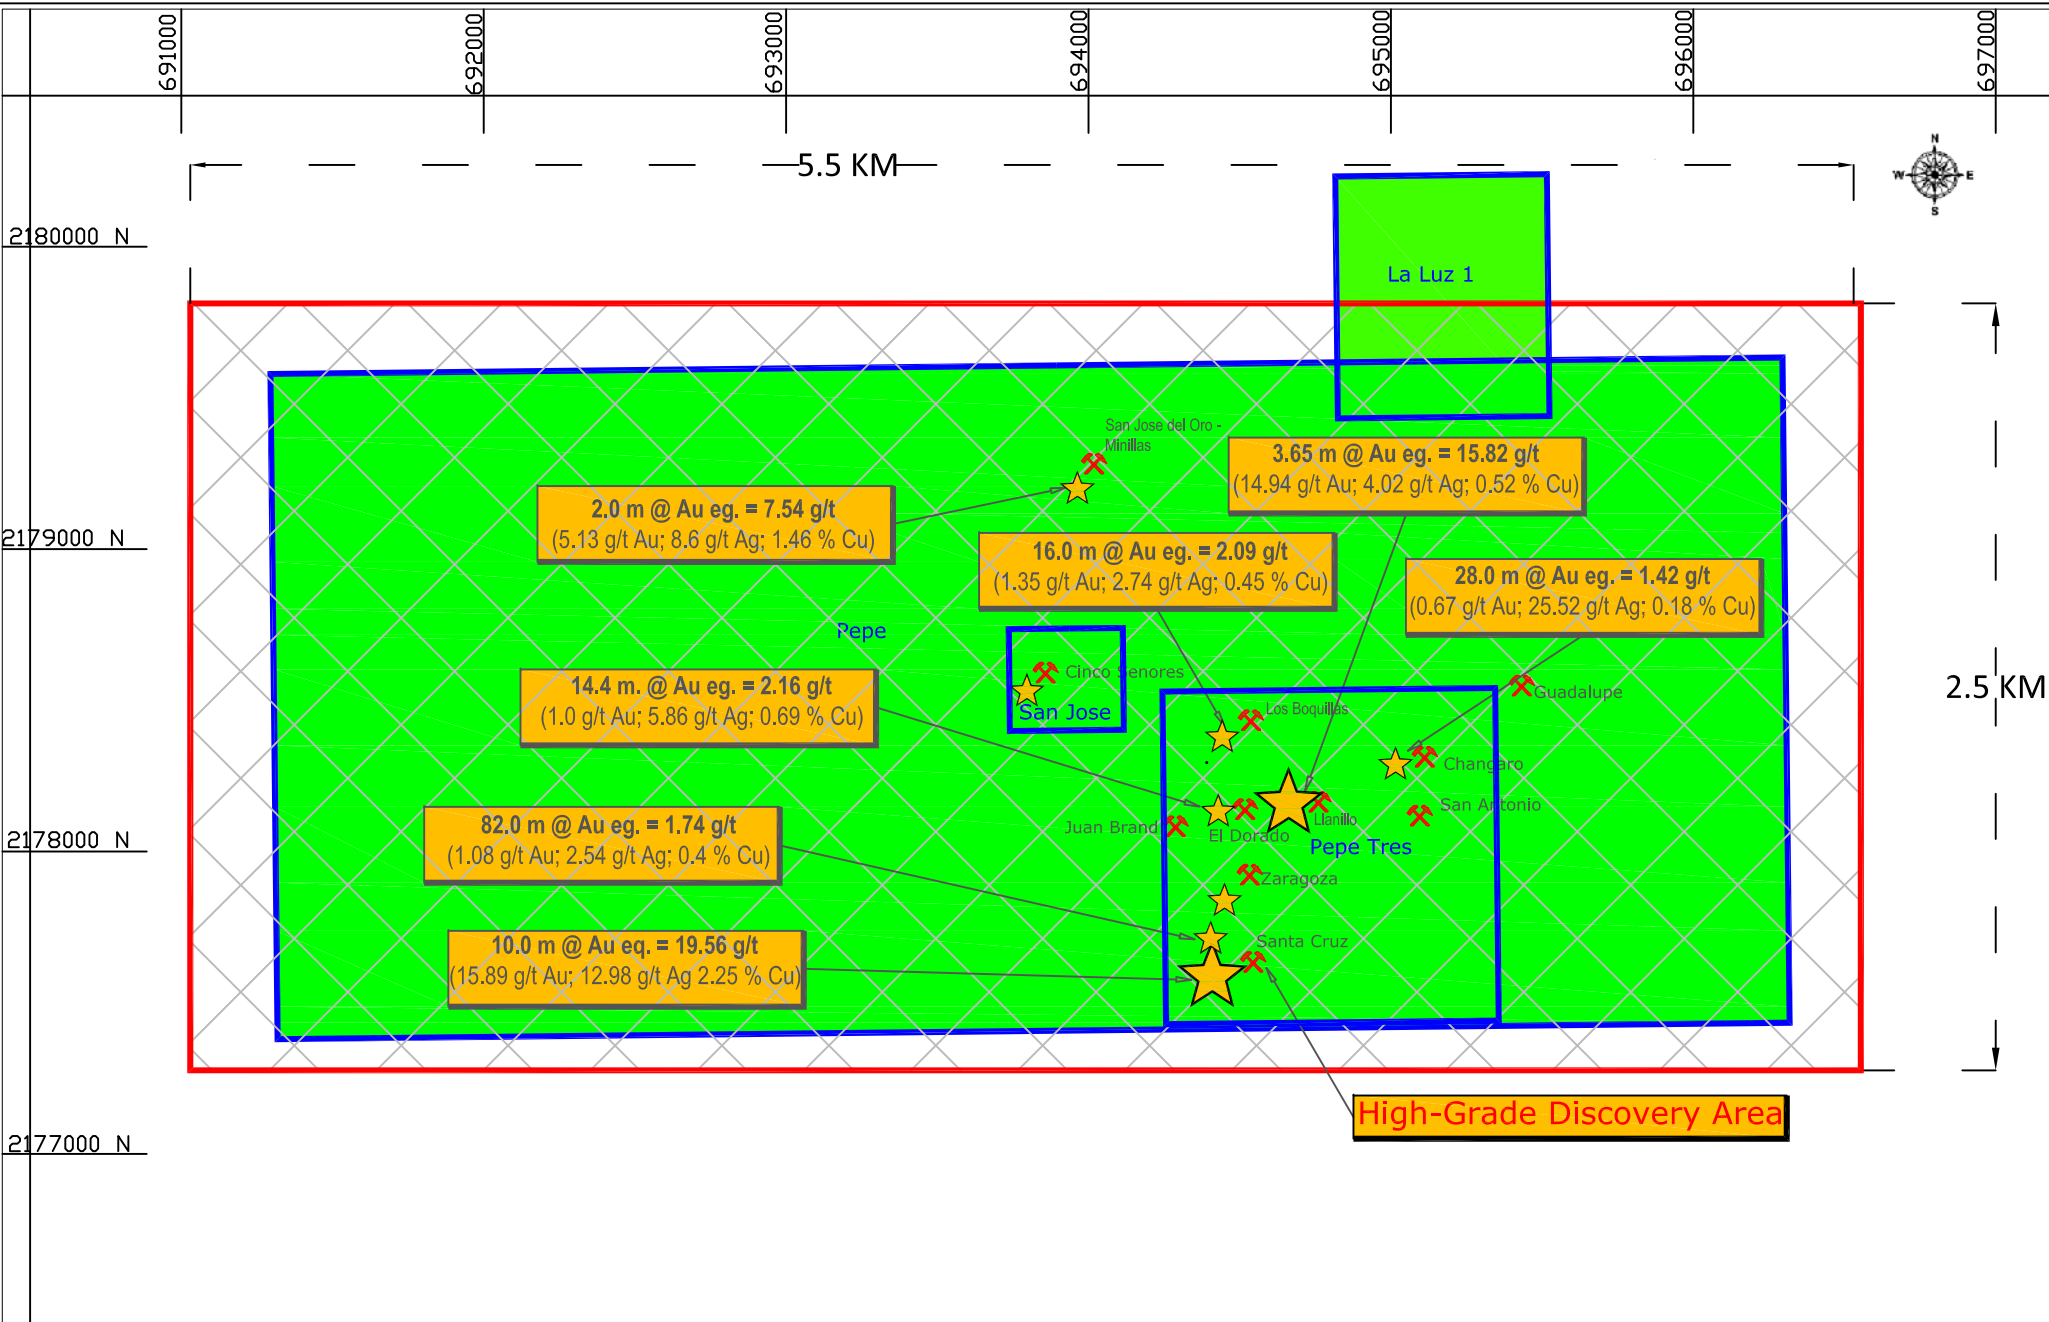 691000
692000
693000
694000
695000
696000
697000
5.5 KM
N
W
E
S
2180000 N
La Luz 1
San Jose del Oro -
Minillas
3.65 m @ Au eg. = 15.82 g/t
(14.94 g/t Au; 4.02 g/t Ag; 0.52 % Cu)
2.0 m @ Au eg. = 7.54 g/t
(5.13 g/t Au; 8.6 g/t Ag; 1.46 % Cu)
2179000 N
16.0 m @ Au eg. = 2.09 g/t
(1.35 g/t Au; 2.74 g/t Ag; 0.45 % Cu)
28.0 m @ Au eg. = 1.42 g/t
(0.67 g/t Au; 25.52 g/t Ag; 0.18 % Cu)
Pepe
Cinco Senores
San Jose
14.4 m. @ Au eg. = 2.16 g/t
(1.0 g/t Au; 5.86 g/t Ag; 0.69 % Cu)
Guadalupe
2.5 KM
Los Boquillas
Changaro
San Antonio
Llanillo
Juan Brand
El Dorado
Pepe Tres
82.0 m @ Au eg. = 1.74 g/t
(1.08 g/t Au; 2.54 g/t Ag; 0.4 % Cu)
2178000 N
Zaragoza
Santa Cruz
10.0 m @ Au eq. = 19.56 g/t
(15.89 g/t Au; 12.98 g/t Ag 2.25 % Cu)
High-Grade Discovery Area
2177000 N